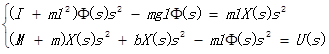 (I + ml²)Φ(s)s² − mglΦ(s) = mlX(s)s²
(M + m)X(s)s² + bX(s)s² − mlΦ(s)s² = U(s)